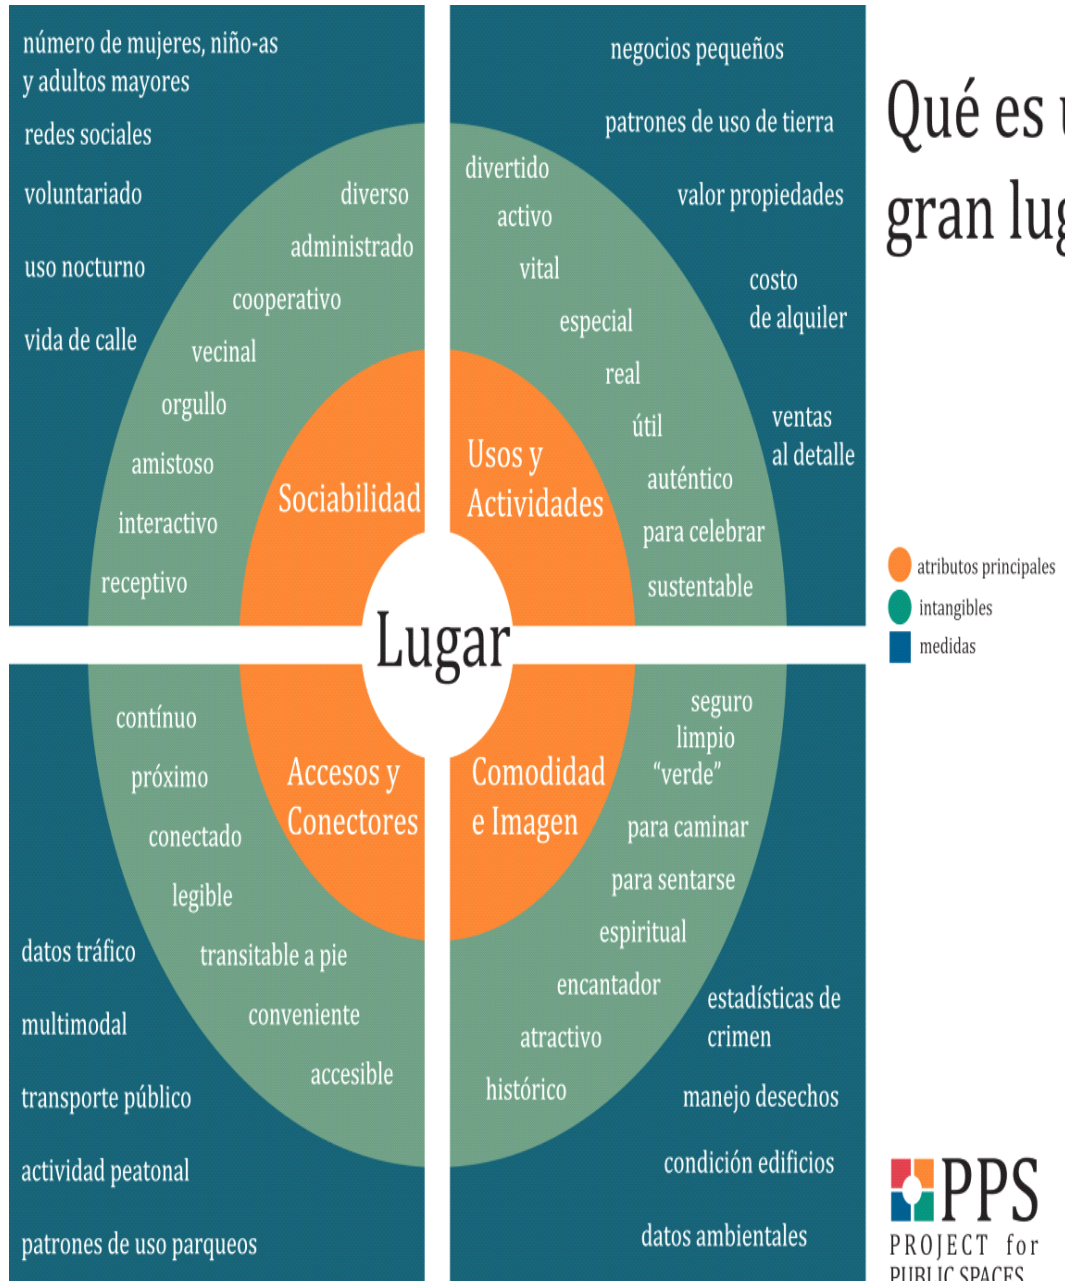 número de mujeres, niño-as
y adultos mayores
redes sociales
voluntariado
uso nocturno
vida de calle
diverso
administrado
cooperativo
vecinal
orgullo
amistoso
interactivo
receptivo
Sociabilidad
negocios pequeños
patrones de uso de tierra
valor propiedades
costo
de alquiler
ventas
al detalle
divertido
activo
vital
especial
real
útil
auténtico
para celebrar
sustentable
Usos y
Actividades
Qué es
gran
atributos principales
intangibles
medidas
Lugar
contínuo
próximo
conectado
legible
transitable a pie
conveniente
accesible
Accesos y
Conectores
datos tráfico
multimodal
transporte público
actividad peatonal
patrones de uso parqueos
Comodidad
e Imagen
seguro
limpio
“verde”
para caminar
para sentarse
espiritual
encantador
atractivo
histórico
estadísticas de
crimen
manejo desechos
condición edificios
datos ambientales
PPS
PROJECT for
PUBLIC SPACES